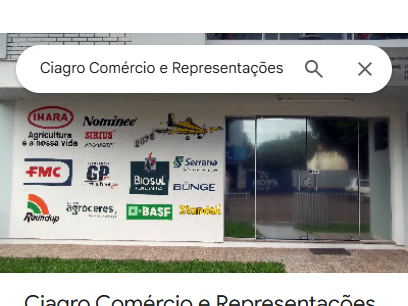 Ciagro Comércio e Representações
IHARA
Agricultura
e a nossa vida
Nominee
SIRIUS
FMC
GP
BIOSUL
Serrana
BUNGE
Roundup
agroceres
BASF
Standak
Ciagro Comércio e Representações